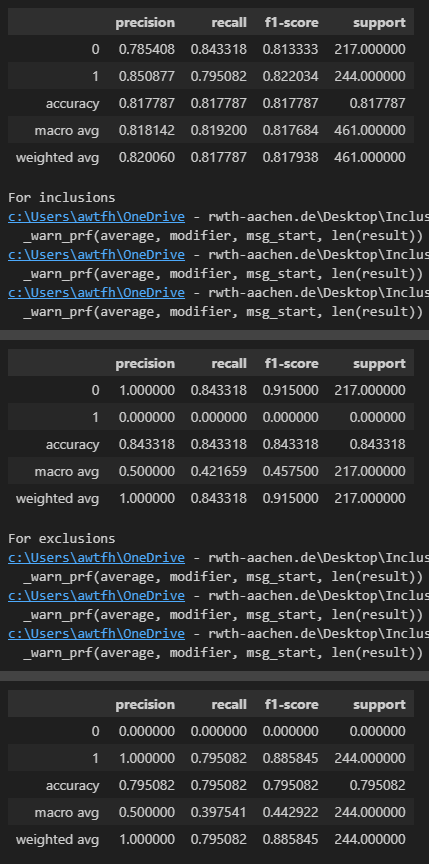 precision recall f1-score support
0 0.785408 0.843318 0.813333 217.000000
1 0.850877 0.795082 0.822034 244.000000
accuracy 0.817787 0.817787 0.817787 0.817787
macro avg 0.818142 0.819200 0.817684 461.000000
weighted avg 0.820060 0.817787 0.817938 461.000000
For inclusions
c:\Users\awtfh\OneDrive - rwth-aachen.de\Desktop\Inclus
_warn_prf(average, modifier, msg_start, len(result))
c:\Users\awtfh\OneDrive - rwth-aachen.de\Desktop\Inclus
_warn_prf(average, modifier, msg_start, len(result))
c:\Users\awtfh\OneDrive - rwth-aachen.de\Desktop\Inclus
_warn_prf(average, modifier, msg_start, len(result))
precision recall f1-score support
0 1.000000 0.843318 0.915000 217.000000
1 0.000000 0.000000 0.000000 0.000000
accuracy 0.843318 0.843318 0.843318 0.843318
macro avg 0.500000 0.421659 0.457500 217.000000
weighted avg 1.000000 0.843318 0.915000 217.000000
For exclusions
c:\Users\awtfh\OneDrive - rwth-aachen.de\Desktop\Inclus
_warn_prf(average, modifier, msg_start, len(result))
c:\Users\awtfh\OneDrive - rwth-aachen.de\Desktop\Inclus
_warn_prf(average, modifier, msg_start, len(result))
c:\Users\awtfh\OneDrive - rwth-aachen.de\Desktop\Inclus
_warn_prf(average, modifier, msg_start, len(result))
precision recall f1-score support
0 0.000000 0.000000 0.000000 0.000000
1 1.000000 0.795082 0.885845 244.000000
accuracy 0.795082 0.795082 0.795082 0.795082
macro avg 0.500000 0.397541 0.442922 244.000000
weighted avg 1.000000 0.795082 0.885845 244.000000